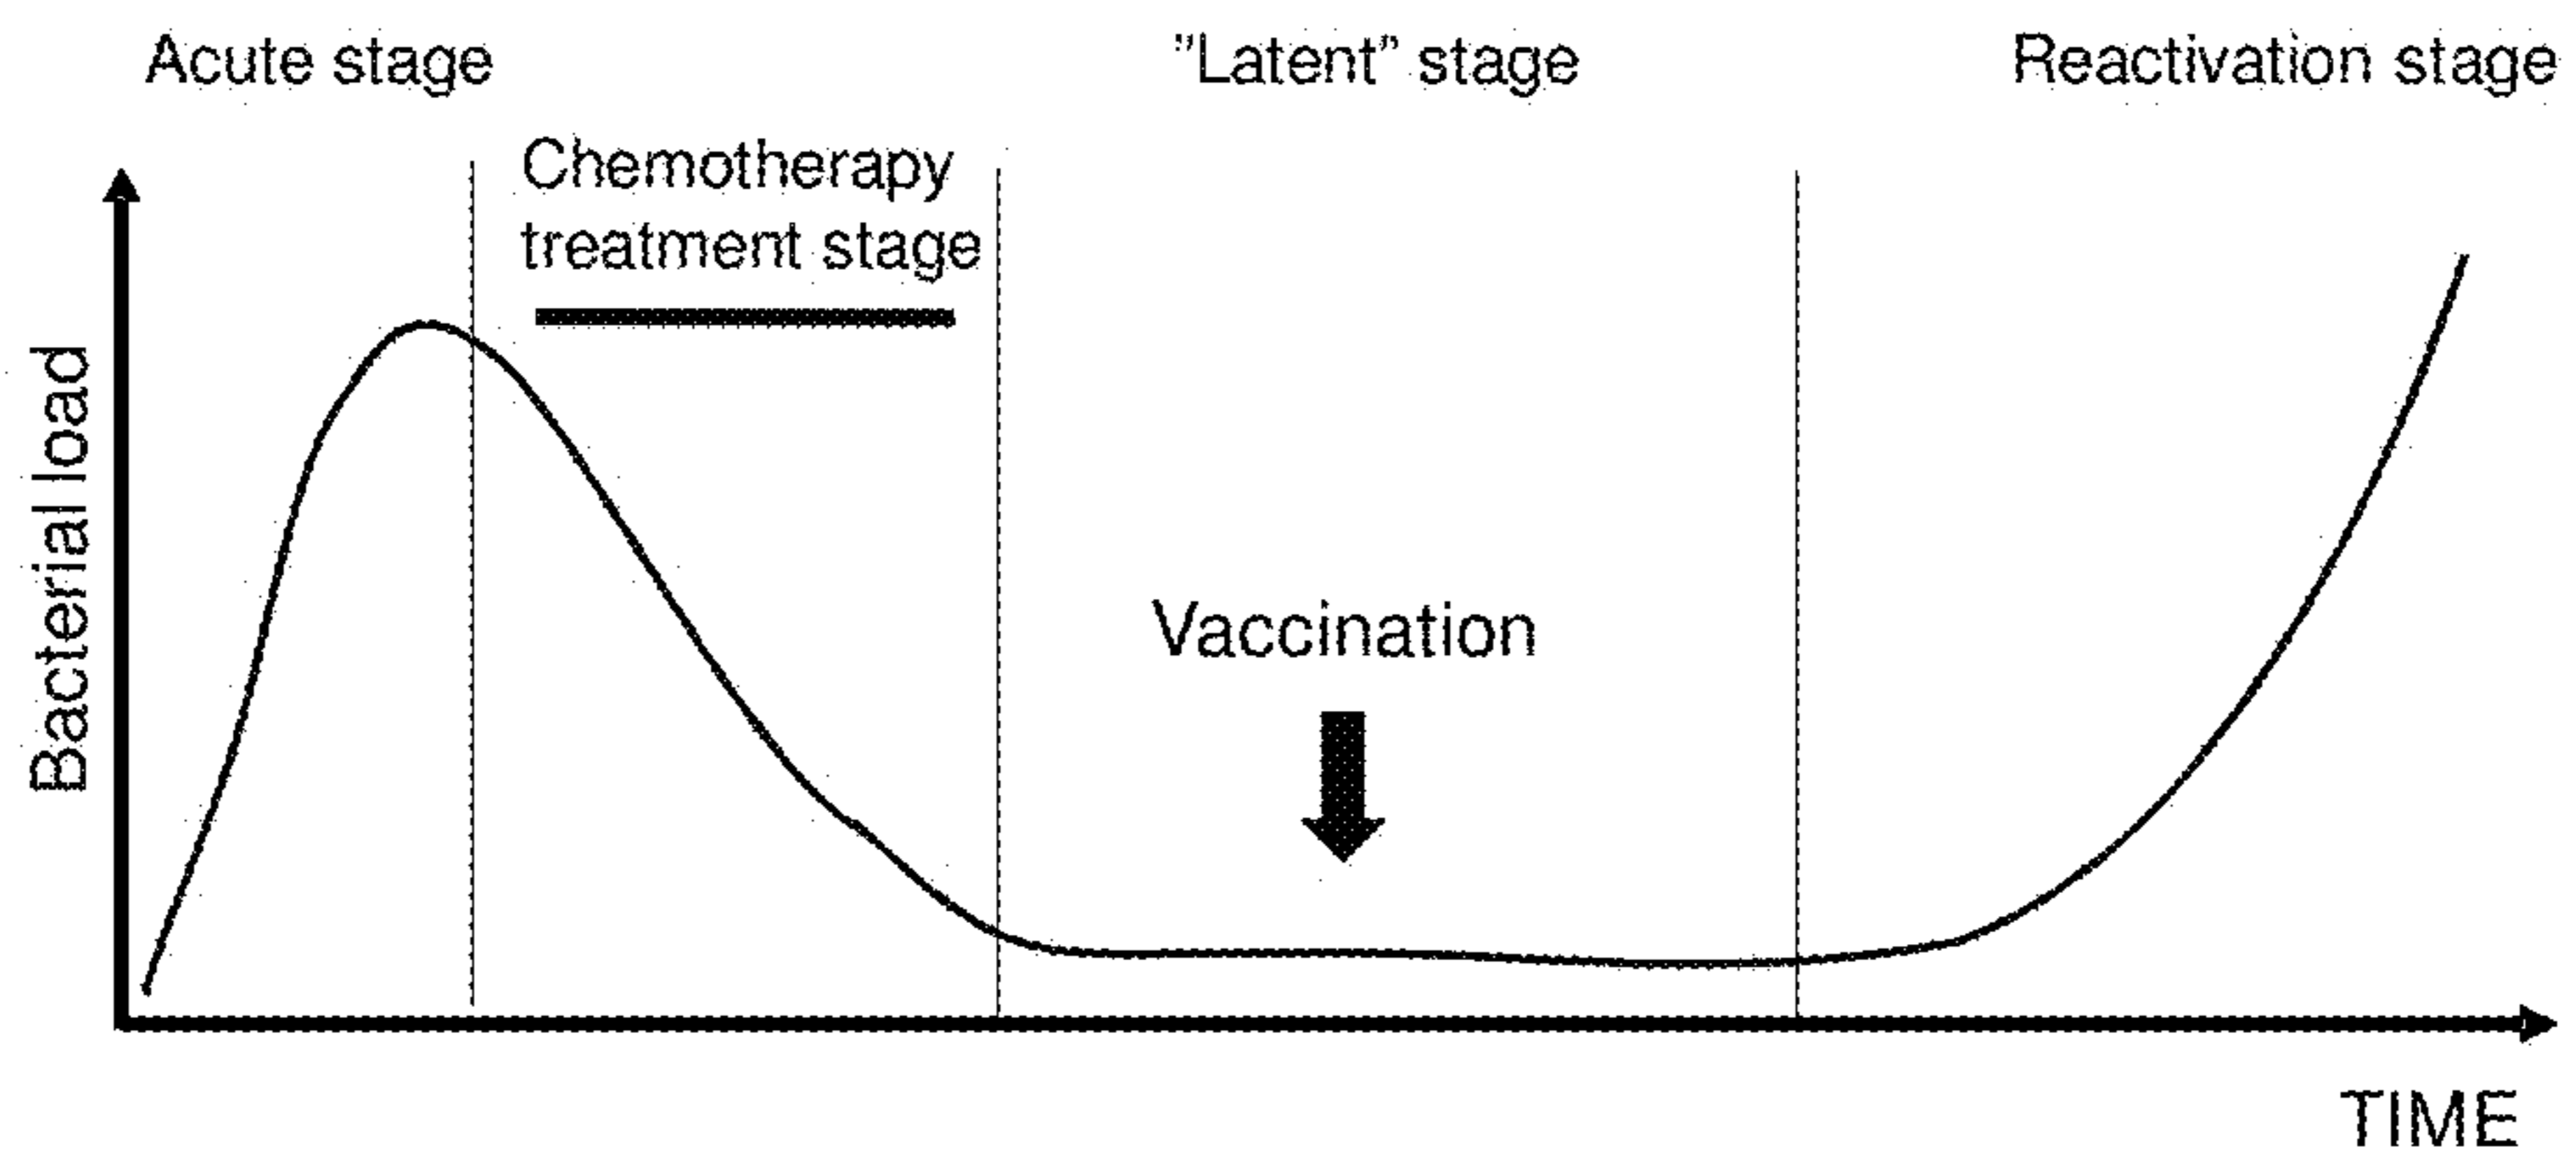 Acute stage
”Latent” stage
Reactivation stage
Chemotherapy
treatment stage
Bacterial load
Vaccination
TIME